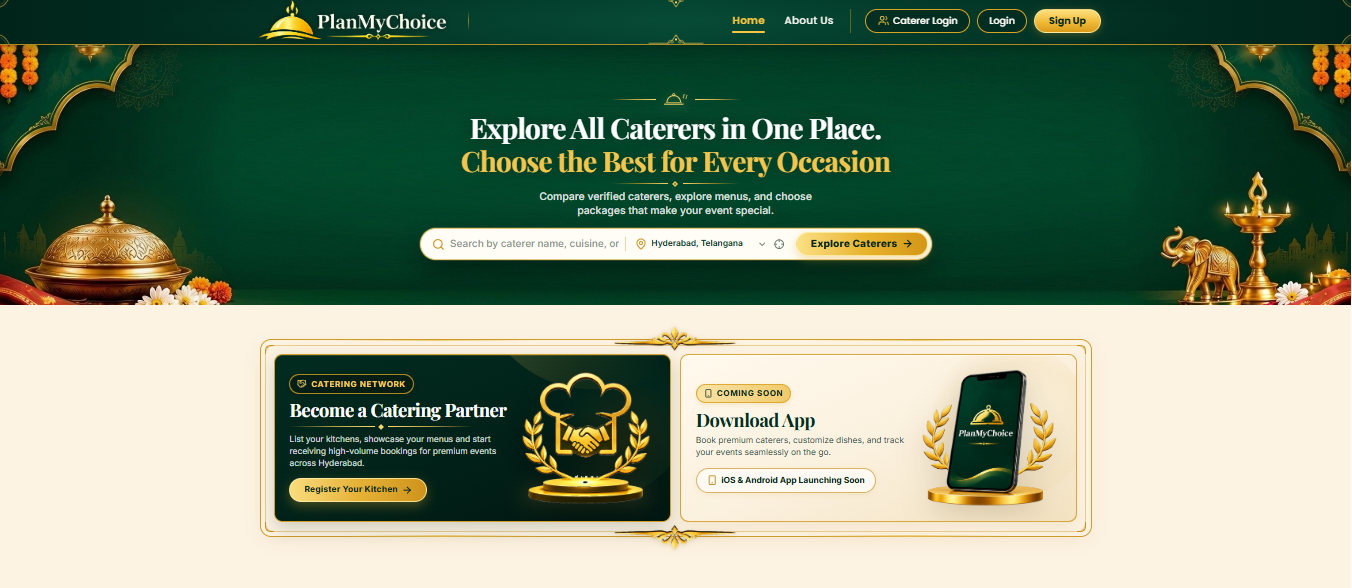 PlanMyChoice
Home
About Us
Caterer Login
Login
Sign Up
Explore All Caterers in One Place.
Choose the Best for Every Occasion
Compare verified caterers, explore menus, and choose
packages that make your event special.
Search by caterer name, cuisine, or
Hyderabad, Telangana
Explore Caterers →
CATERING NETWORK
Become a Catering Partner
List your kitchens, showcase your menus and start
receiving high-volume bookings for premium events
across Hyderabad.
Register Your Kitchen →
COMING SOON
Download App
Book premium caterers, customize dishes, and track
your events seamlessly on the go.
iOS & Android App Launching Soon
PlanMyChoice